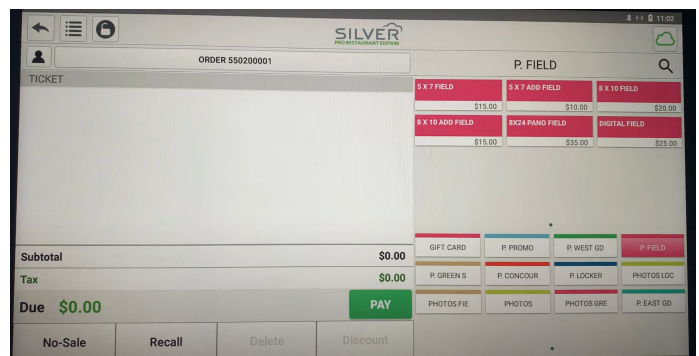 11:02
SILVER
PRO RESTAURANT EDITION
ORDER 550200001
P. FIELD
TICKET
5 X 7 FIELD
$15.00
5 X 7 ADD FIELD
$10.00
8 X 10 FIELD
$20.00
8 X 10 ADD FIELD
$15.00
8X24 PANO FIELD
$35.00
DIGITAL FIELD
$25.00
GIFT CARD
P. PROMO
P. WEST GD
P. FIELD
P. GREEN S
P. CONCOUR
P. LOCKER
PHOTOS LOC
PHOTOS FIE
PHOTOS
PHOTOS GRE
P. EAST GD
Subtotal $0.00
Tax $0.00
Due $0.00
PAY
No-Sale
Recall
Delete
Discount